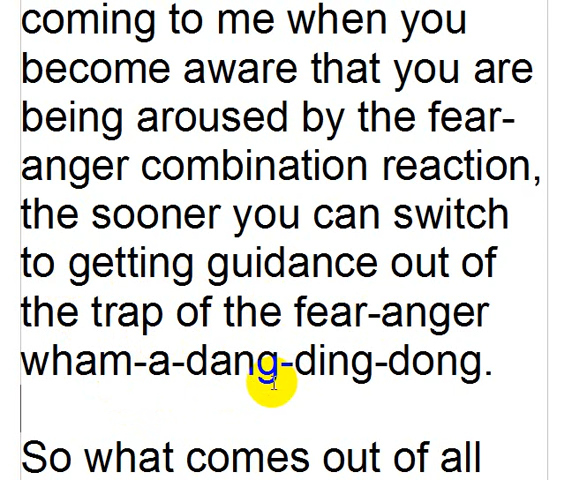 coming to me when you
become aware that you are
being aroused by the fear-
anger combination reaction,
the sooner you can switch
to getting guidance out of
the trap of the fear-anger
wham-a-dang-ding-dong.
So what comes out of all